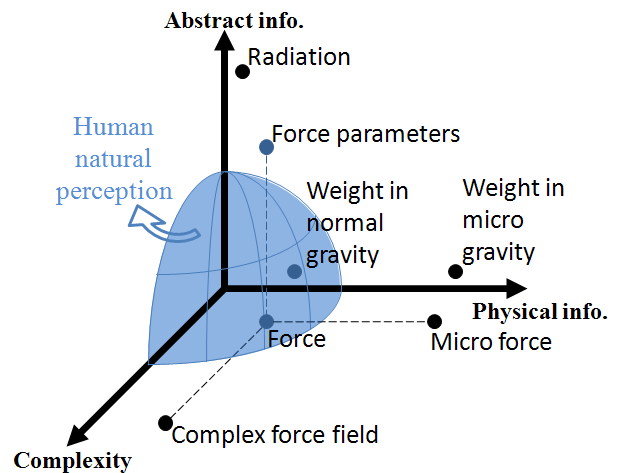 Abstract info.
Radiation
Human
natural
perception
Force parameters
Weight in
normal
gravity
Weight in
micro
gravity
Physical info.
Force
Micro force
Complex force field
Complexity